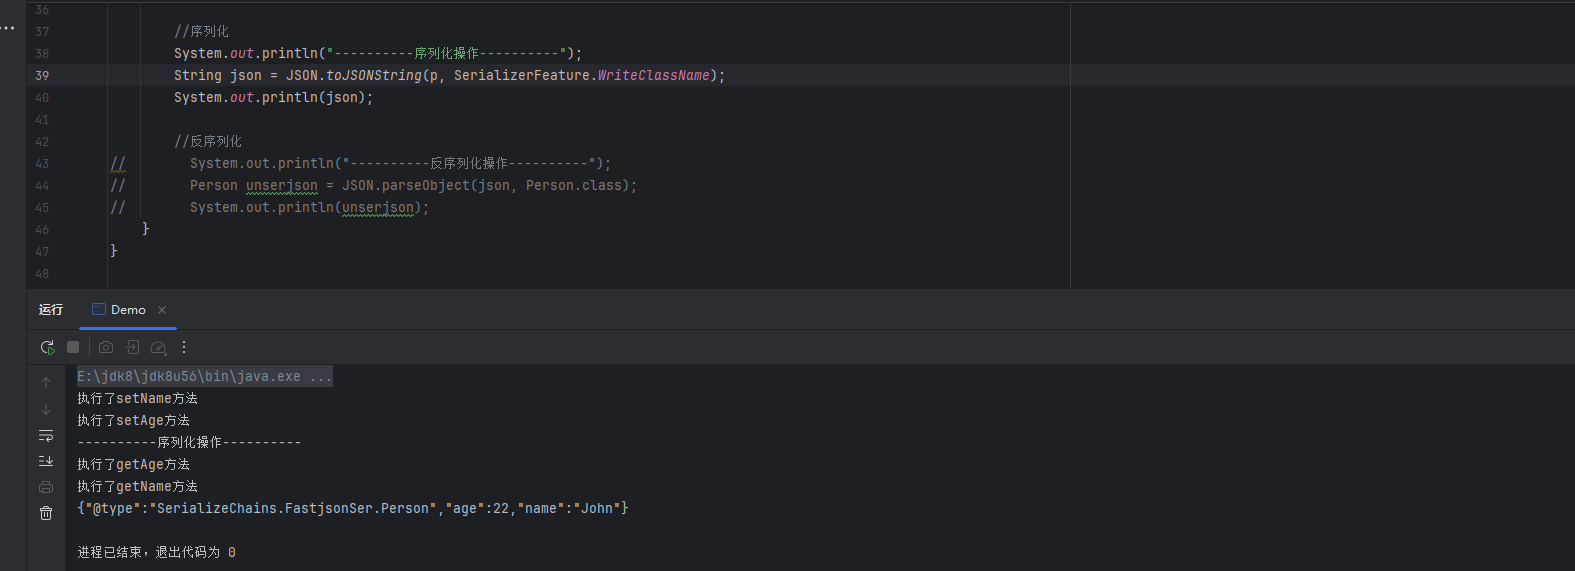 36
37 //序列化
38 System.out.println("----------序列化操作----------");
39 String json = JSON.toJSONString(p, SerializerFeature.WriteClassName);
40 System.out.println(json);
41
42 //反序列化
43 // System.out.println("----------反序列化操作----------");
44 // Person unserjson = JSON.parseObject(json, Person.class);
45 // System.out.println(unserjson);
46 }
47 }
48
运行 Demo
E:\jdk8\jdk8u56\bin\java.exe ...
执行了setName方法
执行了setAge方法
----------序列化操作----------
执行了getAge方法
执行了getName方法
{"@type":"SerializeChains.FastjsonSer.Person","age":22,"name":"John"}
进程已结束，退出代码为 0